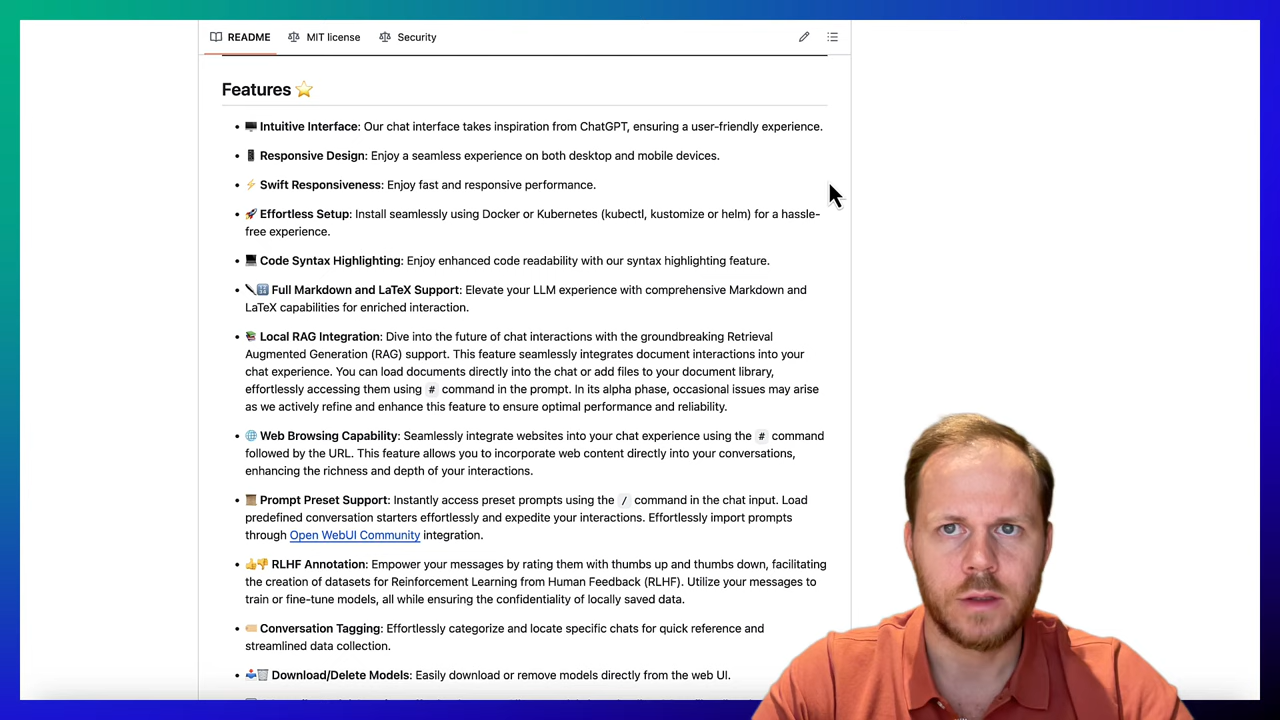 README MIT license Security
Features
Intuitive Interface: Our chat interface takes inspiration from ChatGPT, ensuring a user-friendly experience.
Responsive Design: Enjoy a seamless experience on both desktop and mobile devices.
Swift Responsiveness: Enjoy fast and responsive performance.
Effortless Setup: Install seamlessly using Docker or Kubernetes (kubectl, kustomize or helm) for a hassle-
free experience.
Code Syntax Highlighting: Enjoy enhanced code readability with our syntax highlighting feature.
Full Markdown and LaTeX Support: Elevate your LLM experience with comprehensive Markdown and
LaTeX capabilities for enriched interaction.
Local RAG Integration: Dive into the future of chat interactions with the groundbreaking Retrieval
Augmented Generation (RAG) support. This feature seamlessly integrates document interactions into your
chat experience. You can load documents directly into the chat or add files to your document library,
effortlessly accessing them using # command in the prompt. In its alpha phase, occasional issues may arise
as we actively refine and enhance this feature to ensure optimal performance and reliability.
Web Browsing Capability: Seamlessly integrate websites into your chat experience using the # command
followed by the URL. This feature allows you to incorporate web content directly into your conversations,
enhancing the richness and depth of your interactions.
Prompt Preset Support: Instantly access preset prompts using the / command in the chat input. Load
predefined conversation starters effortlessly and expedite your interactions. Effortlessly import prompts
through Open WebUI Community integration.
RLHF Annotation: Empower your messages by rating them with thumbs up and thumbs down, facilitating
the creation of datasets for Reinforcement Learning from Human Feedback (RLHF). Utilize your messages to
train or fine-tune models, all while ensuring the confidentiality of locally saved data.
Conversation Tagging: Effortlessly categorize and locate specific chats for quick reference and
streamlined data collection.
Download/Delete Models: Easily download or remove models directly from the web UI.